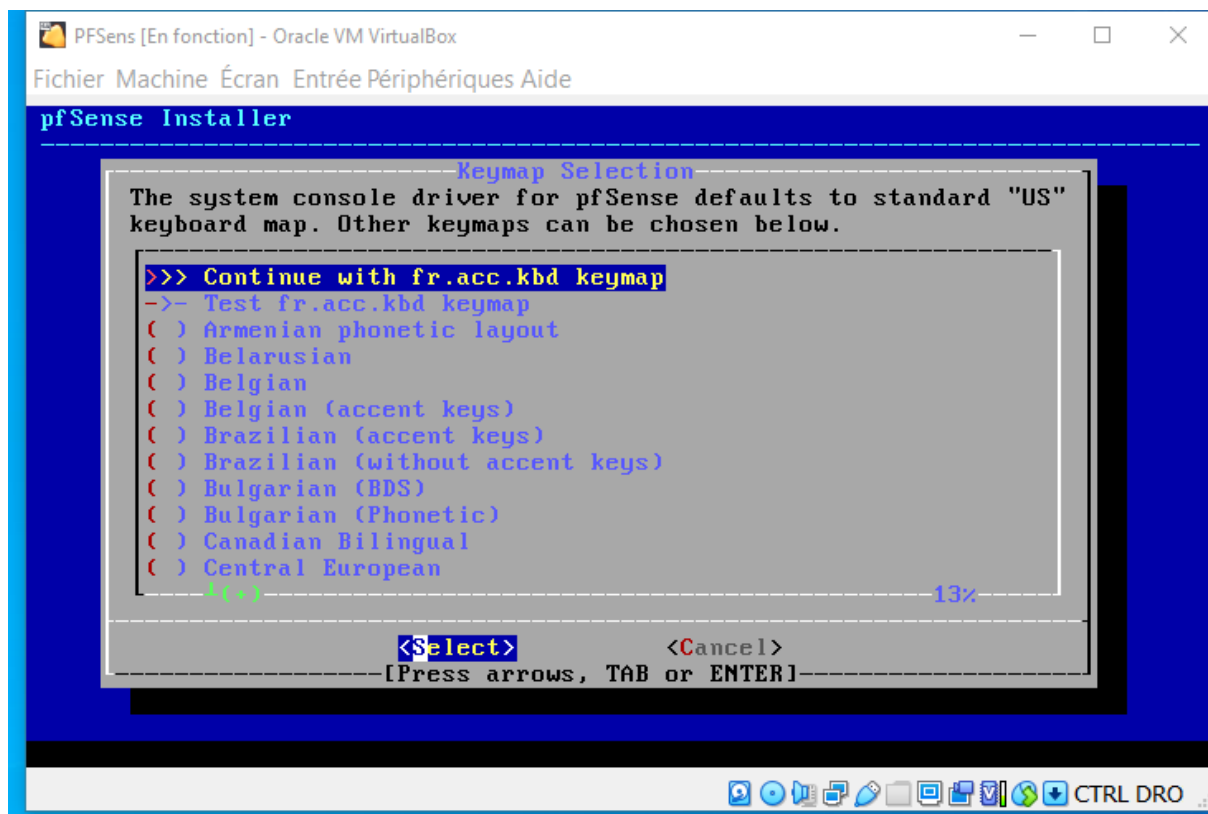 PFSens [En fonction] - Oracle VM VirtualBox
Fichier Machine Écran Entrée Périphériques Aide
pfSense Installer
Keymap Selection
The system console driver for pfSense defaults to standard "US"
keyboard map. Other keymaps can be chosen below.
>>> Continue with fr.acc.kbd keymap
->- Test fr.acc.kbd keymap
( ) Armenian phonetic layout
( ) Belarusian
( ) Belgian
( ) Belgian (accent keys)
( ) Brazilian (accent keys)
( ) Brazilian (without accent keys)
( ) Bulgarian (BDS)
( ) Bulgarian (Phonetic)
( ) Canadian Bilingual
( ) Central European
┴(+) 13%
<Select> <Cancel>
[Press arrows, TAB or ENTER]
CTRL DRO